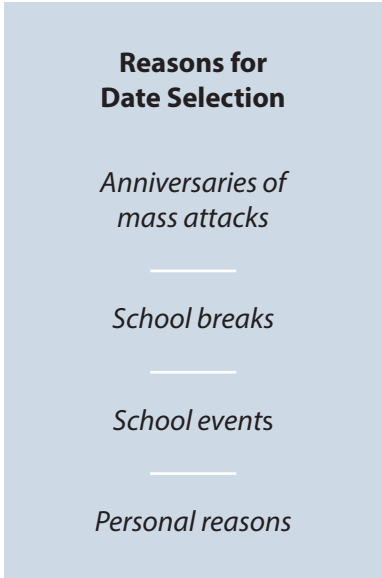 Reasons for
Date Selection
Anniversaries of
mass attacks
School breaks
School events
Personal reasons